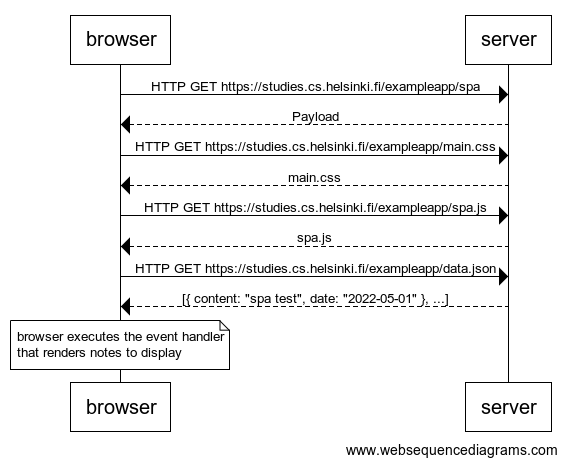 browser server
HTTP GET https://studies.cs.helsinki.fi/exampleapp/spa
Payload
HTTP GET https://studies.cs.helsinki.fi/exampleapp/main.css
main.css
HTTP GET https://studies.cs.helsinki.fi/exampleapp/spa.js
spa.js
HTTP GET https://studies.cs.helsinki.fi/exampleapp/data.json
[{ content: "spa test", date: "2022-05-01" }, ...]
browser executes the event handler
that renders notes to display
browser server
www.websequencediagrams.com